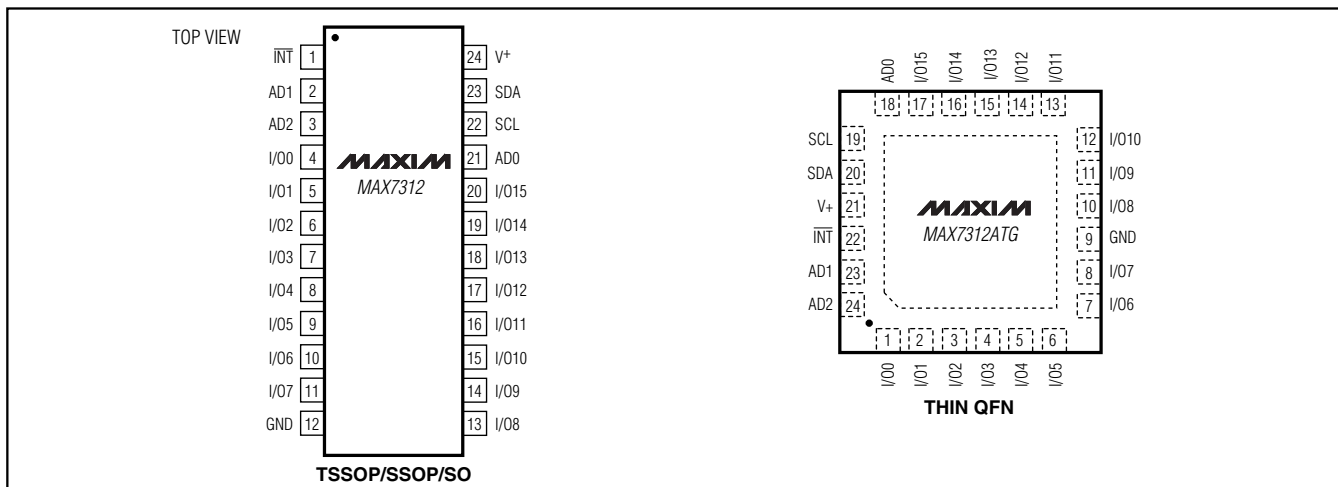 TOP VIEW
INT 1
AD1 2
AD2 3
I/O0 4
I/O1 5
I/O2 6
I/O3 7
I/O4 8
I/O5 9
I/O6 10
I/O7 11
GND 12
24 V+
23 SDA
22 SCL
21 AD0
20 I/O15
19 I/O14
18 I/O13
17 I/O12
16 I/O11
15 I/O10
14 I/O9
13 I/O8
MAXIM
MAX7312
TSSOP/SSOP/SO
AD0 I/O15 I/O14 I/O13 I/O12 I/O11
18 17 16 15 14 13
SCL 19
SDA 20
V+ 21
INT 22
AD1 23
AD2 24
12 I/O10
11 I/O9
10 I/O8
9 GND
8 I/O7
7 I/O6
MAXIM
MAX7312ATG
1 2 3 4 5 6
I/O0 I/O1 I/O2 I/O3 I/O4 I/O5
THIN QFN